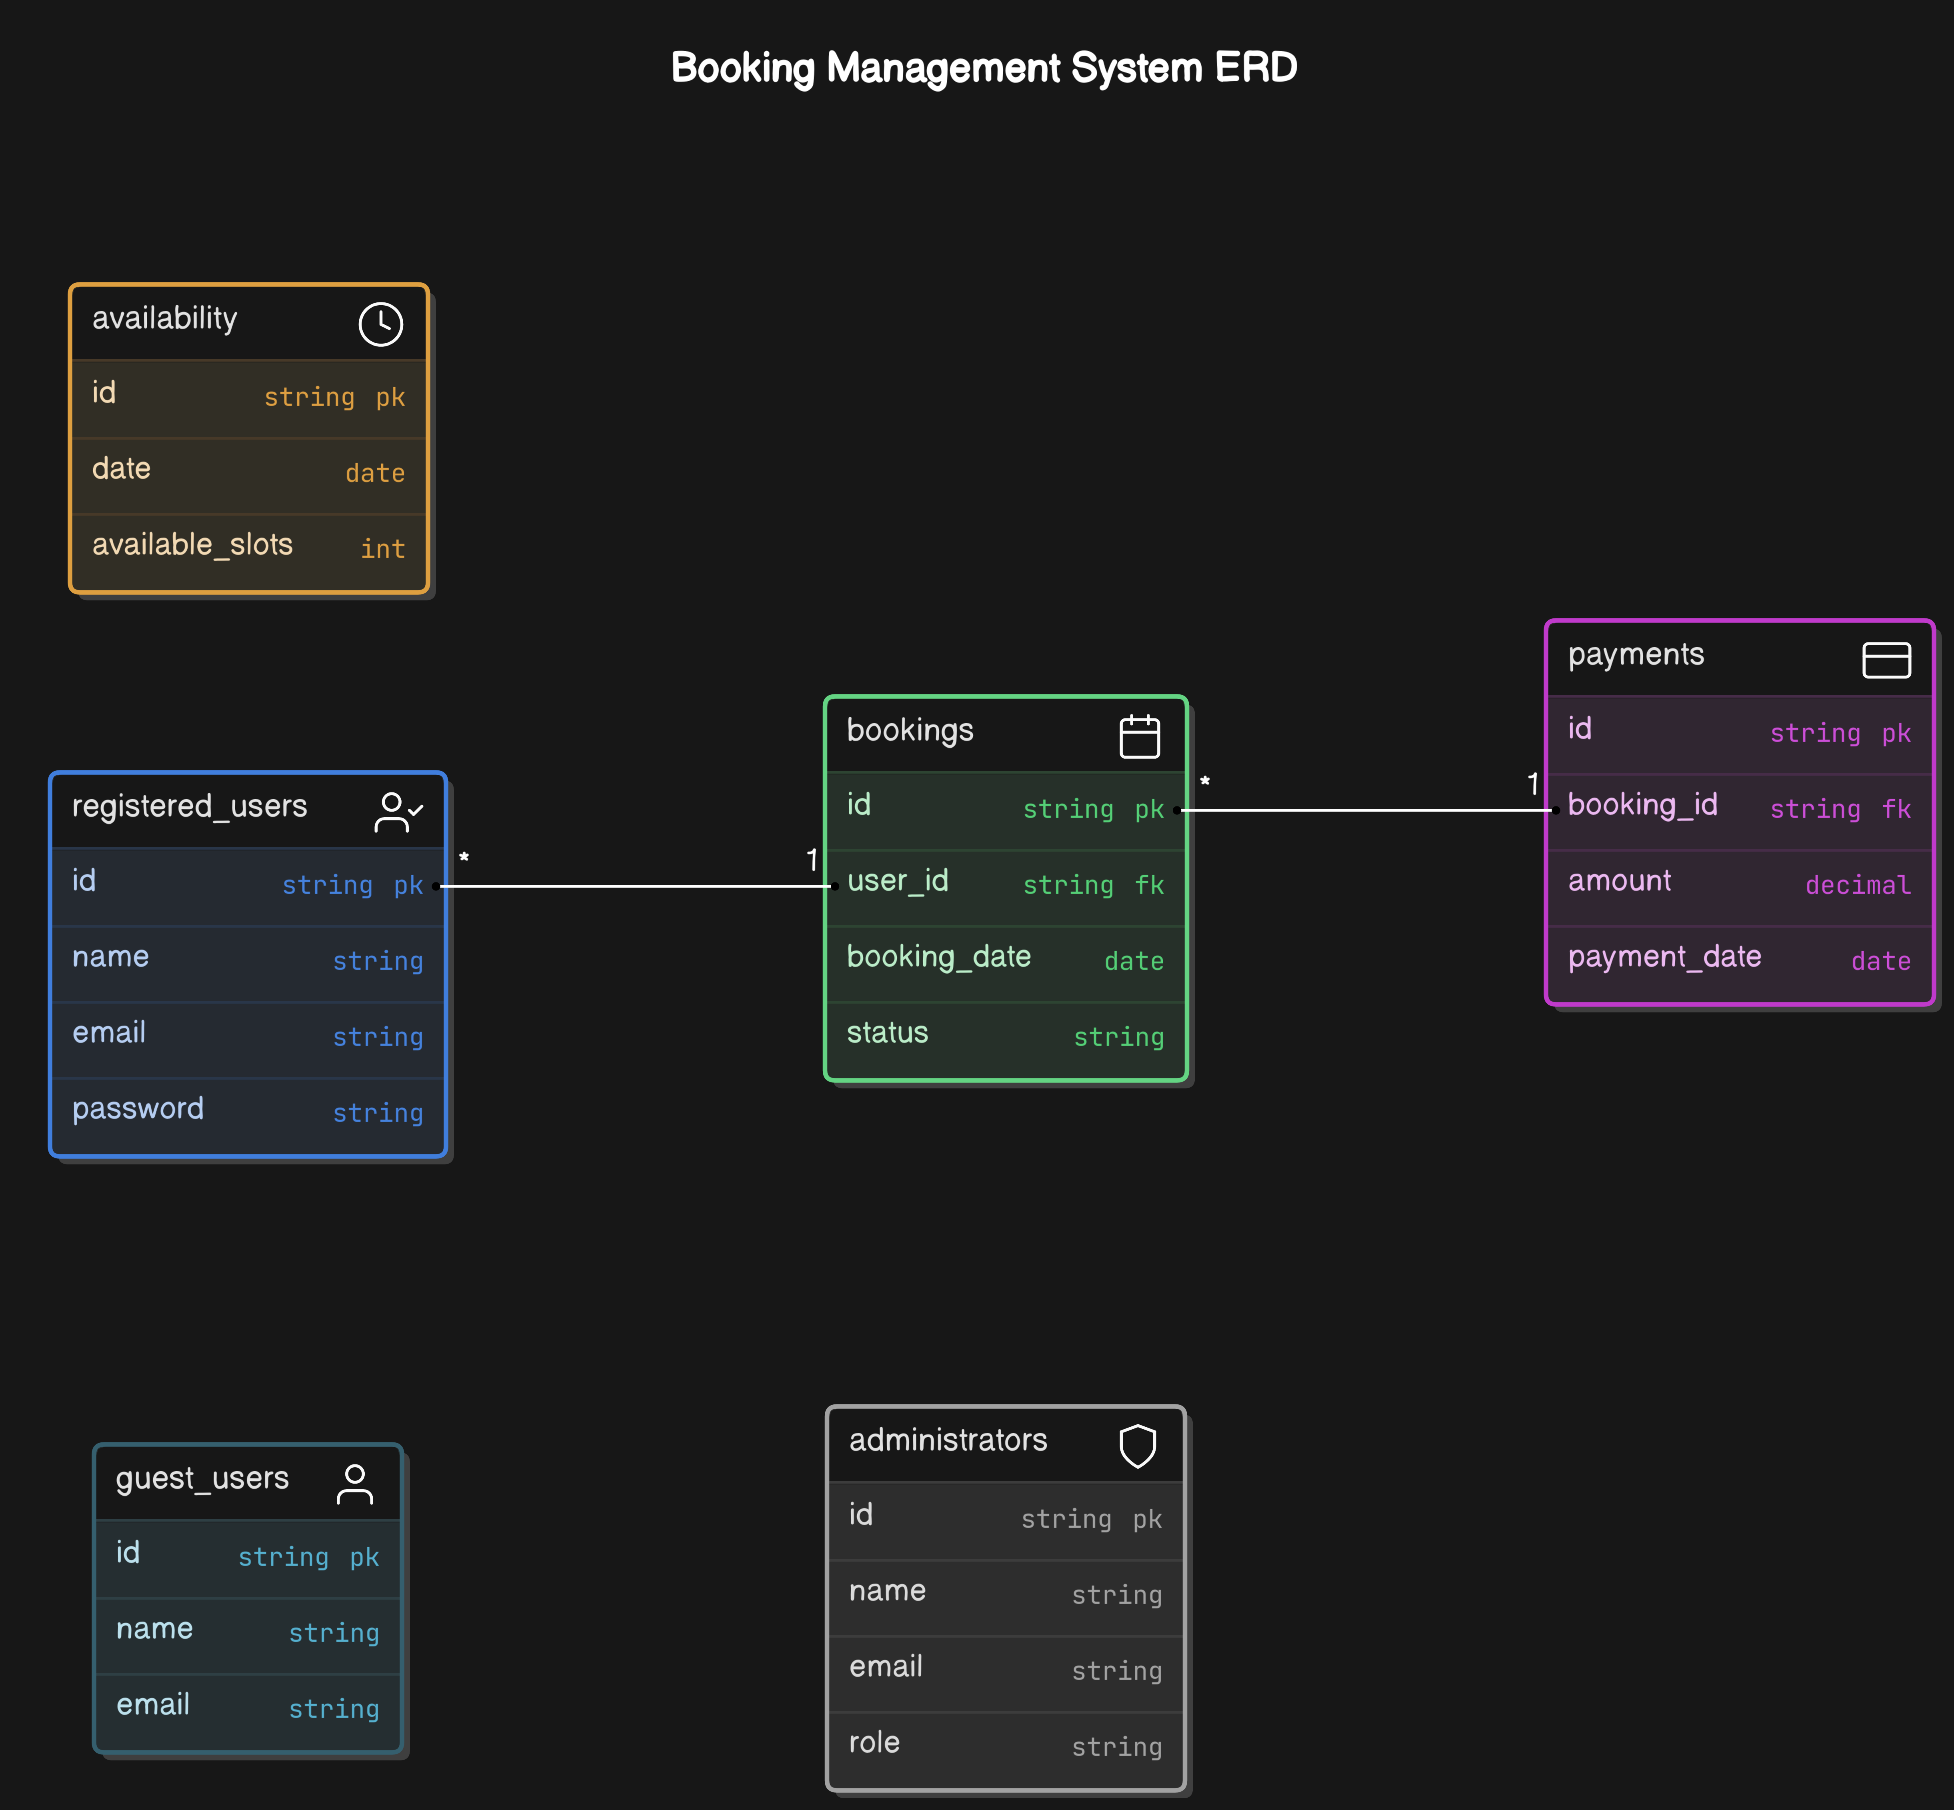 Booking Management System ERD
availability
id string pk
date date
available_slots int
registered_users
id string pk
name string
email string
password string
* 1
bookings
id string pk
user_id string fk
booking_date date
status string
* 1
payments
id string pk
booking_id string fk
amount decimal
payment_date date
guest_users
id string pk
name string
email string
administrators
id string pk
name string
email string
role string